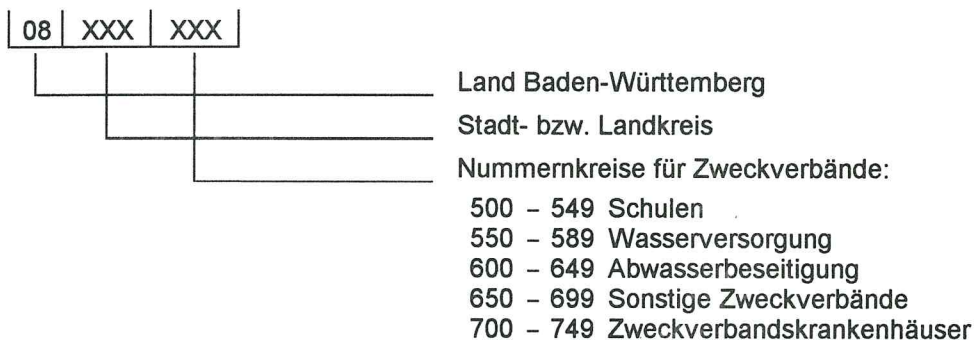 08 XXX XXX
Land Baden-Württemberg
Stadt- bzw. Landkreis
Nummernkreise für Zweckverbände:
500 – 549 Schulen
550 – 589 Wasserversorgung
600 – 649 Abwasserbeseitigung
650 – 699 Sonstige Zweckverbände
700 – 749 Zweckverbandskrankenhäuser